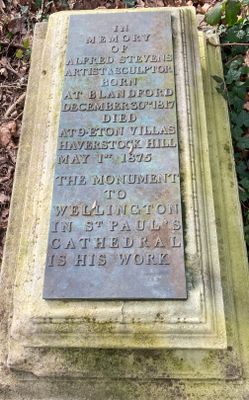 IN
MEMORY
OF
ALFRED STEVENS
ARTIST & SCULPTOR
BORN
AT BLANDFORD
DECEMBER 30TH 1817
DIED
AT 9·ETON VILLAS
HAVERSTOCK HILL
MAY 1ST 1875
THE MONUMENT
TO
WELLINGTON
IN ST PAUL'S
CATHEDRAL
IS HIS WORK